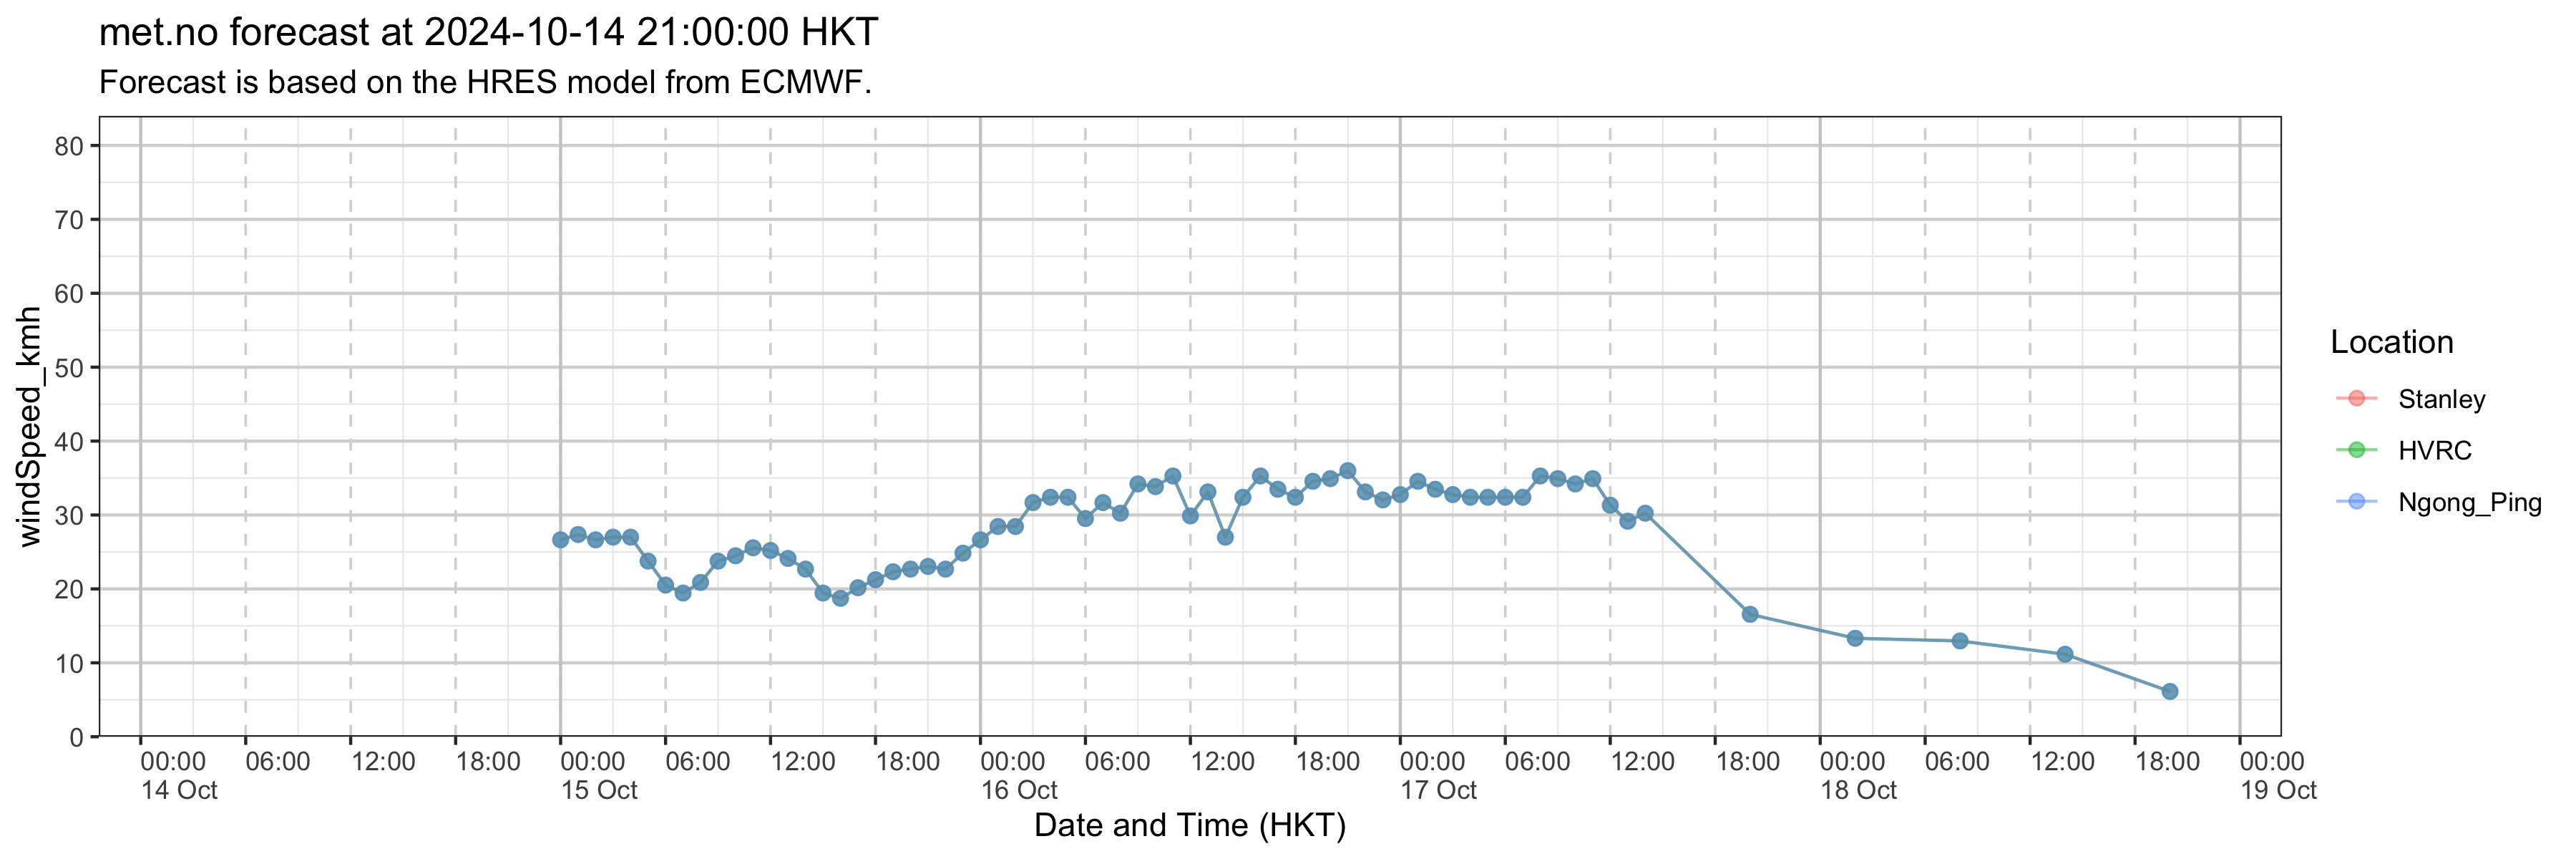 met.no forecast at 2024-10-14 21:00:00 HKT
Forecast is based on the HRES model from ECMWF.
windSpeed_kmh
80
70
60
50
40
30
20
10
0
00:00 06:00 12:00 18:00 00:00 06:00 12:00 18:00 00:00 06:00 12:00 18:00 00:00 06:00 12:00 18:00 00:00 06:00 12:00 18:00 00:00
14 Oct 15 Oct 16 Oct 17 Oct 18 Oct 19 Oct
Date and Time (HKT)
Location
Stanley
HVRC
Ngong_Ping